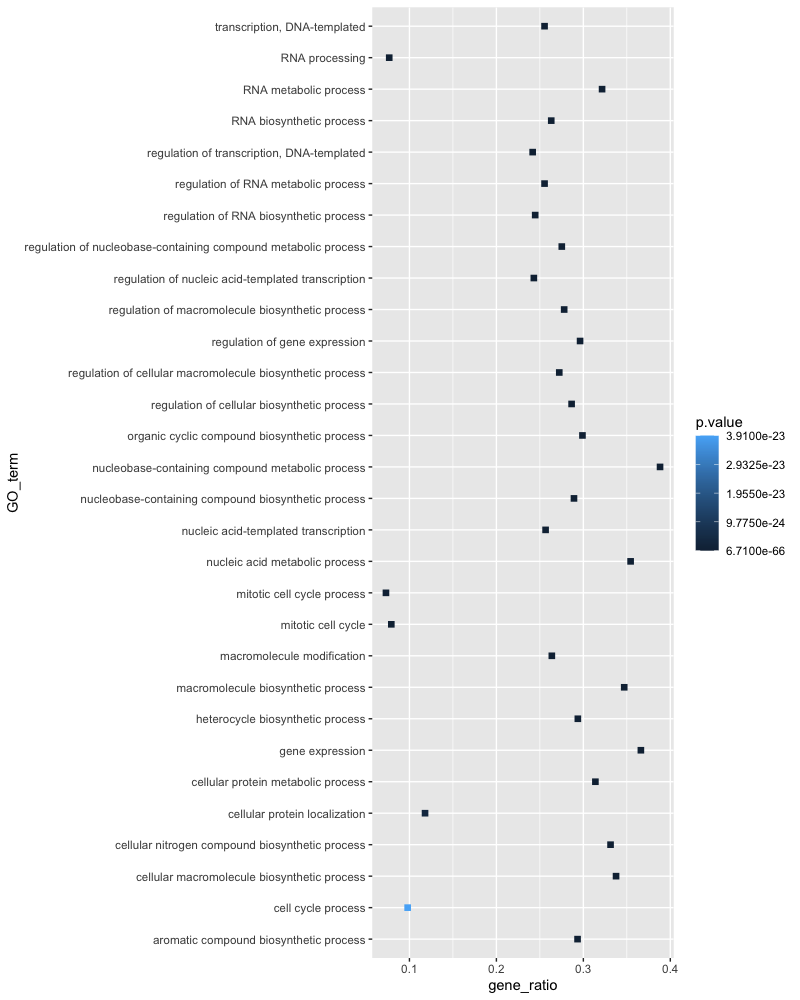 transcription, DNA-templated
RNA processing
RNA metabolic process
RNA biosynthetic process
regulation of transcription, DNA-templated
regulation of RNA metabolic process
regulation of RNA biosynthetic process
regulation of nucleobase-containing compound metabolic process
regulation of nucleic acid-templated transcription
regulation of macromolecule biosynthetic process
regulation of gene expression
regulation of cellular macromolecule biosynthetic process
regulation of cellular biosynthetic process
organic cyclic compound biosynthetic process
nucleobase-containing compound metabolic process
nucleobase-containing compound biosynthetic process
nucleic acid-templated transcription
nucleic acid metabolic process
mitotic cell cycle process
mitotic cell cycle
macromolecule modification
macromolecule biosynthetic process
heterocycle biosynthetic process
gene expression
cellular protein metabolic process
cellular protein localization
cellular nitrogen compound biosynthetic process
cellular macromolecule biosynthetic process
cell cycle process
aromatic compound biosynthetic process
GO_term
0.1 0.2 0.3 0.4
gene_ratio
p.value
3.9100e-23
2.9325e-23
1.9550e-23
9.7750e-24
6.7100e-66